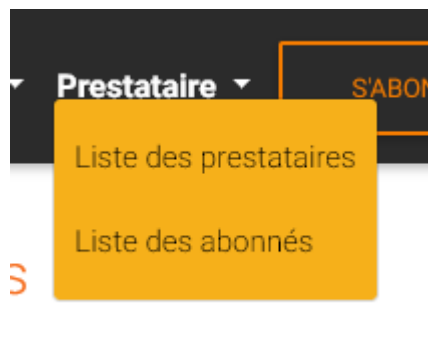 Prestataire
S'ABON
Liste des prestataires
Liste des abonnés
S